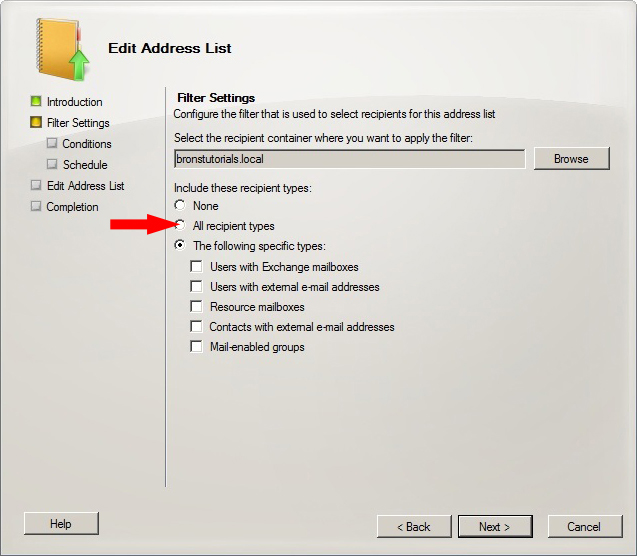 Edit Address List
Introduction
Filter Settings
Conditions
Schedule
Edit Address List
Completion
Filter Settings
Configure the filter that is used to select recipients for this address list
Select the recipient container where you want to apply the filter:
bronstutorials.local
Browse
Include these recipient types:
None
All recipient types
The following specific types:
Users with Exchange mailboxes
Users with external e-mail addresses
Resource mailboxes
Contacts with external e-mail addresses
Mail-enabled groups
Help
< Back
Next >
Cancel